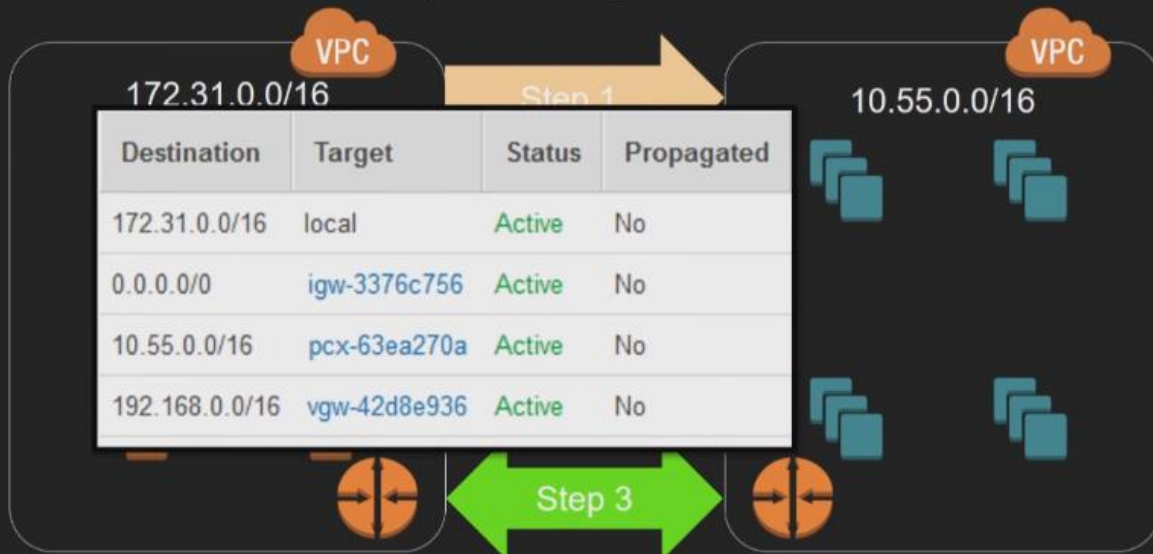 VPC
VPC
172.31.0.0/16
Step 1
10.55.0.0/16
Destination Target Status Propagated
172.31.0.0/16 local Active No
0.0.0.0/0 igw-3376c756 Active No
10.55.0.0/16 pcx-63ea270a Active No
192.168.0.0/16 vgw-42d8e936 Active No
Step 3